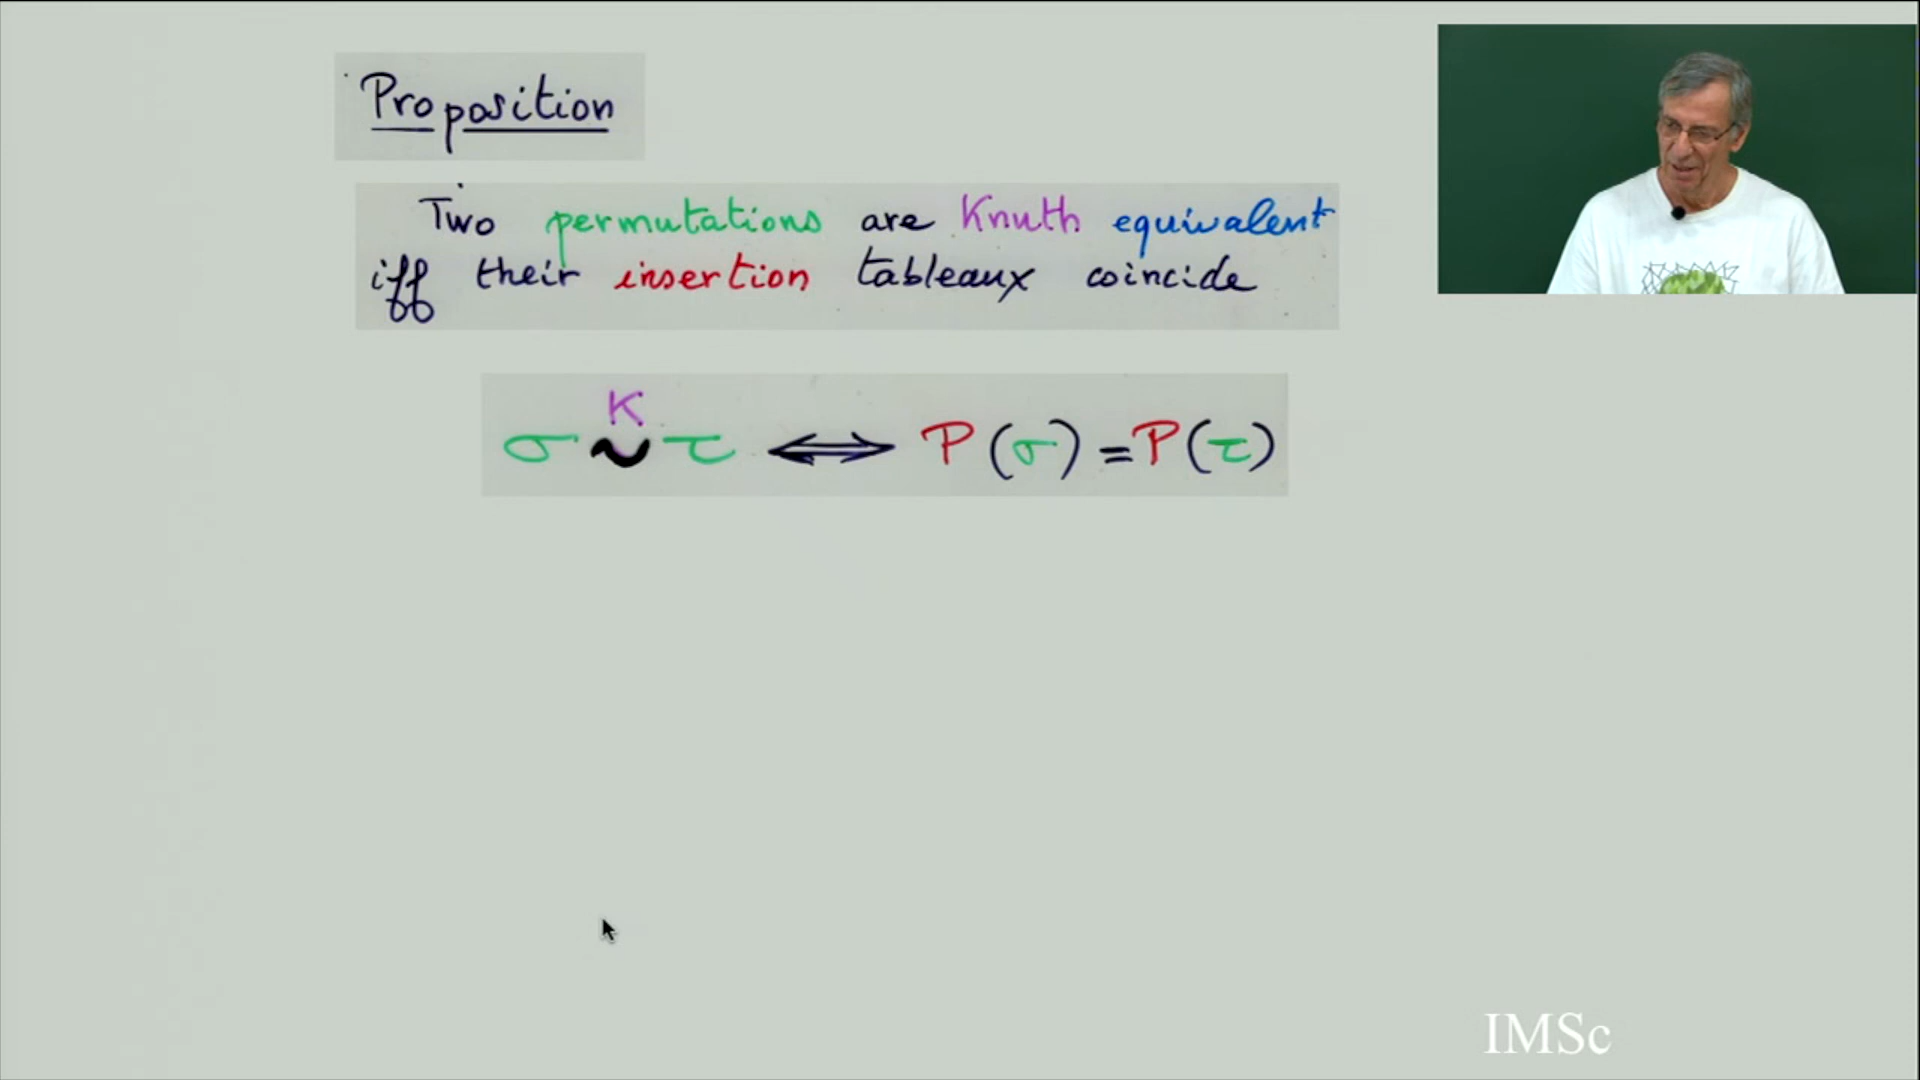 Proposition
Two permutations are Knuth equivalent
iff their insertion tableaux coincide
K
σ ~ τ ⟺ P(σ) = P(τ)
IMSc